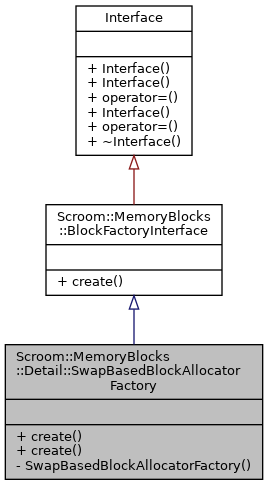 Interface
+ Interface()
+ Interface()
+ operator=()
+ Interface()
+ operator=()
+ ~Interface()
Scroom::MemoryBlocks
::BlockFactoryInterface
+ create()
Scroom::MemoryBlocks
::Detail::SwapBasedBlockAllocator
Factory
+ create()
+ create()
- SwapBasedBlockAllocatorFactory()